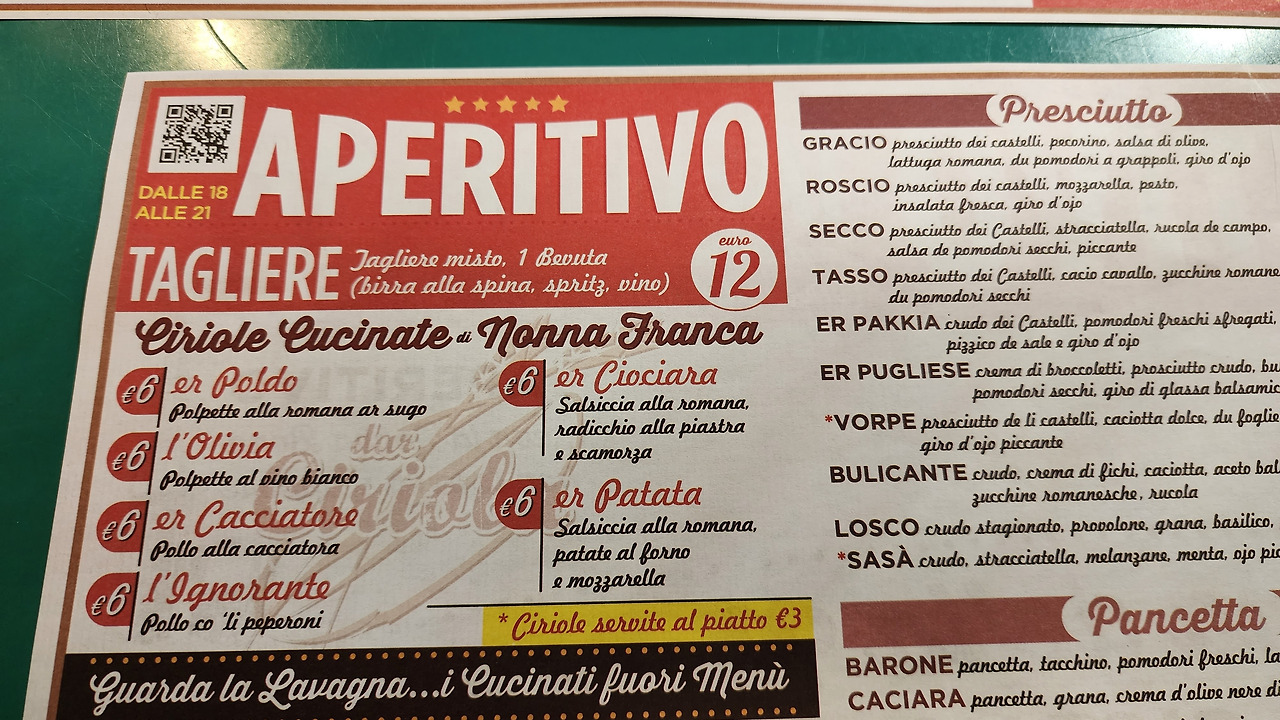 APERITIVO
DALLE 18
ALLE 21
TAGLIERE Tagliere misto, 1 Bevuta
(birra alla spina, spritz, vino)
euro
12
Ciriole Cucinate di Nonna Franca
€6 er Poldo
Polpette alla romana ar sugo
€6 l'Olivia
Polpette al vino bianco
€6 er Cacciatore
Pollo alla cacciatora
€6 l'Ignorante
Pollo co 'li peperoni
€6 er Ciociara
Salsiccia alla romana,
radicchio alla piastra
e scamorza
€6 er Patata
Salsiccia alla romana,
patate al forno
e mozzarella
dar
Ciriola
* Ciriole servite al piatto €3
Guarda la Lavagna...i Cucinati fuori Menù
Presciutto
GRACIO presciutto dei castelli, pecorino, salsa di olive,
lattuga romana, du pomodori a grappoli, giro d'ojo
ROSCIO presciutto dei castelli, mozzarella, pesto,
insalata fresca, giro d'ojo
SECCO presciutto dei Castelli, stracciatella, rucola de campo,
salsa de pomodori secchi, piccante
TASSO presciutto dei Castelli, cacio cavallo, zucchine romane
du pomodori secchi
ER PAKKIA crudo dei Castelli, pomodori freschi sfregati,
pizzico de sale e giro d'ojo
ER PUGLIESE crema di broccoletti, prosciutto crudo, bu
pomodori secchi, giro di glassa balsamic
*VORPE presciutto de li castelli, caciotta dolce, du foglie
giro d'ojo piccante
BULICANTE crudo, crema di fichi, caciotta, aceto bal
zucchine romanesche, rucola
LOSCO crudo stagionato, provolone, grana, basilico,
*SASÀ crudo, stracciatella, melanzane, menta, ojo pic
Pancetta
BARONE pancetta, tacchino, pomodori freschi, la
CACIARA pancetta, grana, crema d'olive nere di